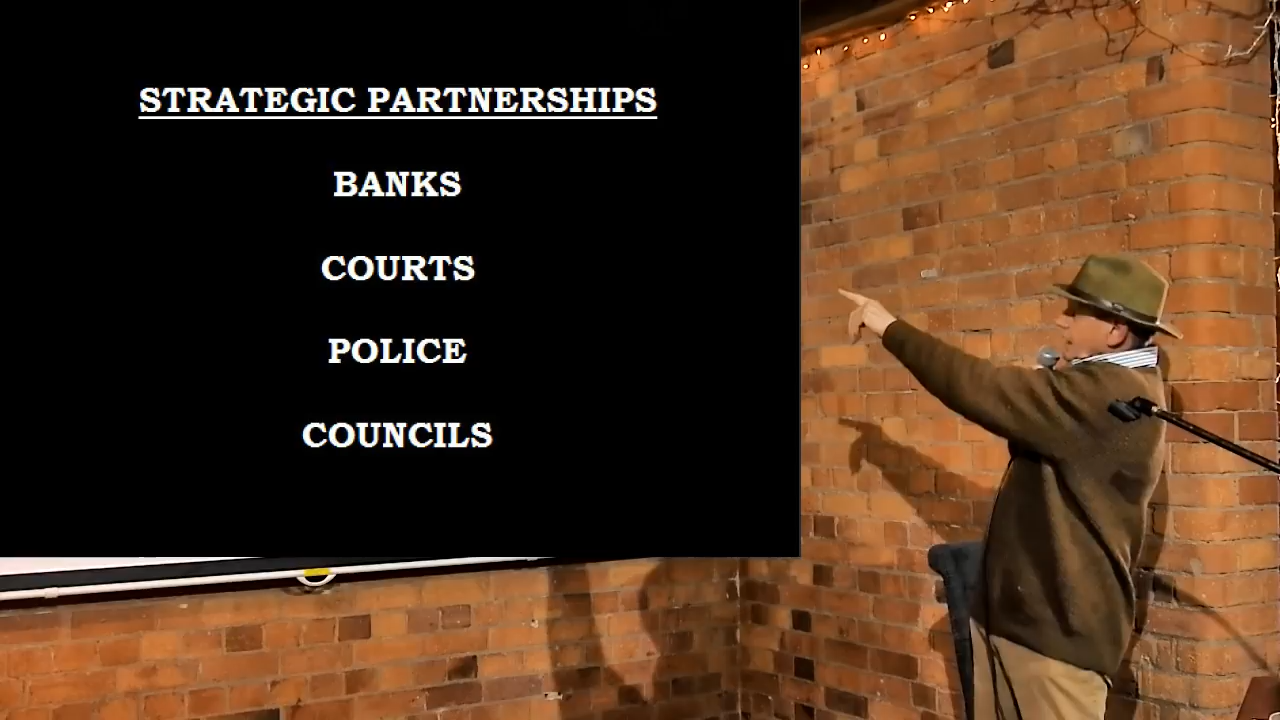 STRATEGIC PARTNERSHIPS
BANKS
COURTS
POLICE
COUNCILS